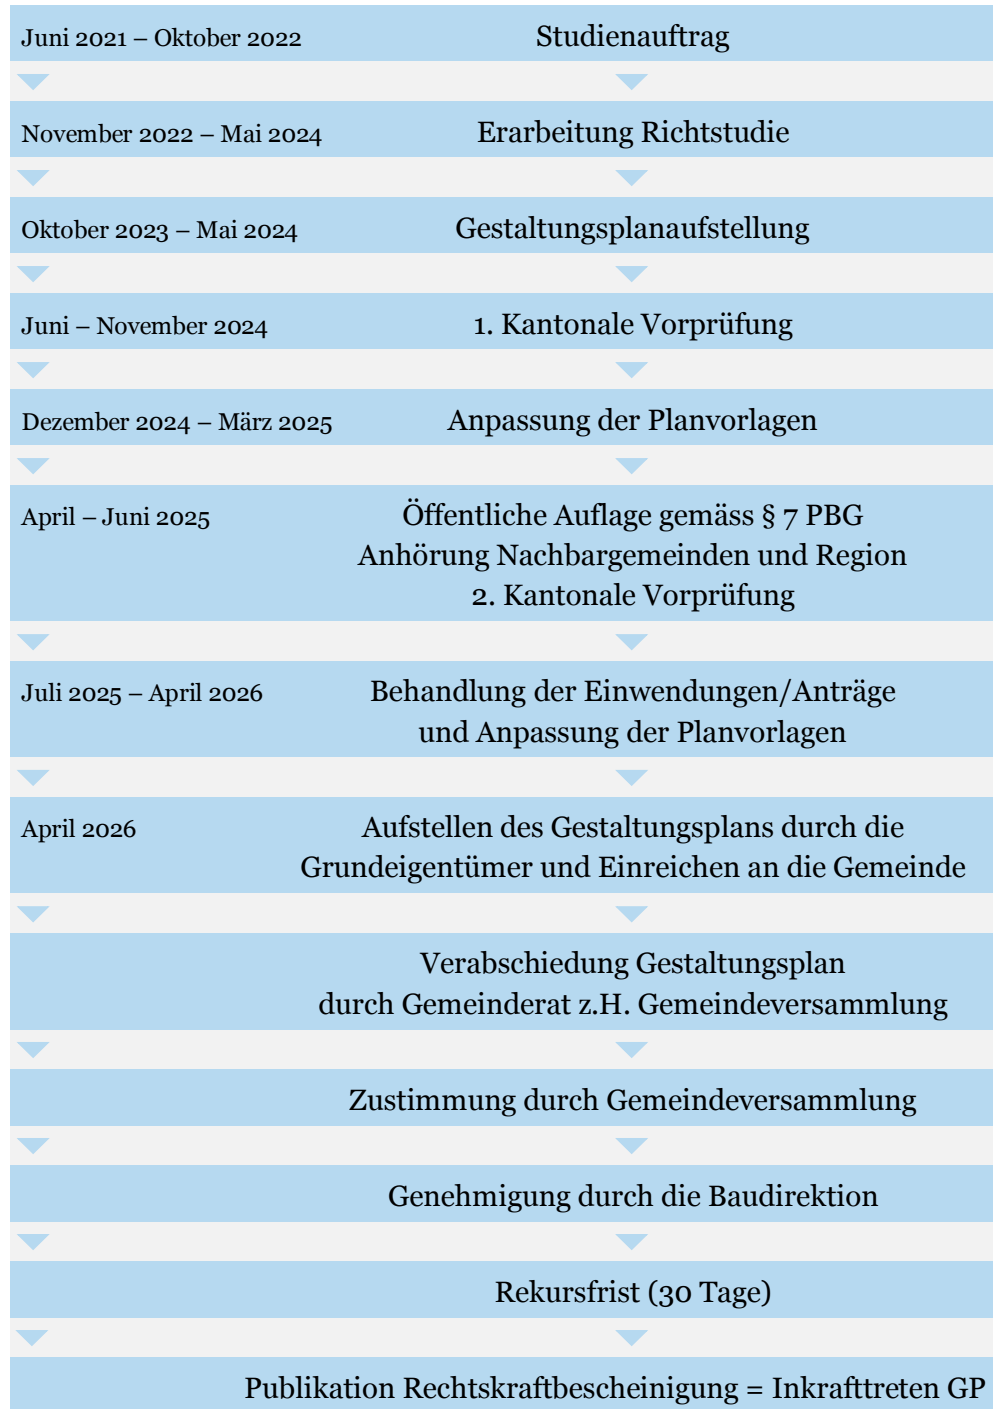 Juni 2021 – Oktober 2022 Studienauftrag
November 2022 – Mai 2024 Erarbeitung Richtstudie
Oktober 2023 – Mai 2024 Gestaltungsplanaufstellung
Juni – November 2024 1. Kantonale Vorprüfung
Dezember 2024 – März 2025 Anpassung der Planvorlagen
April – Juni 2025 Öffentliche Auflage gemäss § 7 PBG
Anhörung Nachbargemeinden und Region
2. Kantonale Vorprüfung
Juli 2025 – April 2026 Behandlung der Einwendungen/Anträge
und Anpassung der Planvorlagen
April 2026 Aufstellen des Gestaltungsplans durch die
Grundeigentümer und Einreichen an die Gemeinde
Verabschiedung Gestaltungsplan
durch Gemeinderat z.H. Gemeindeversammlung
Zustimmung durch Gemeindeversammlung
Genehmigung durch die Baudirektion
Rekursfrist (30 Tage)
Publikation Rechtskraftbescheinigung = Inkrafttreten GP